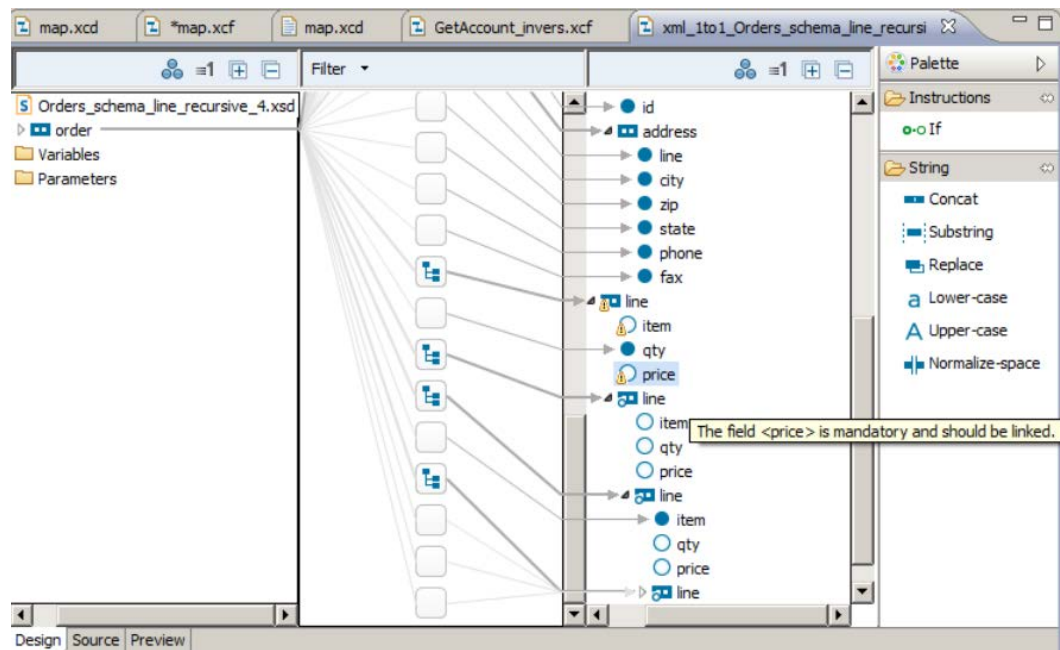 map.xcd
*map.xcf
map.xcd
GetAccount_invers.xcf
xml_1to1_Orders_schema_line_recursi
Filter
≡1
≡1
Palette
S Orders_schema_line_recursive_4.xsd
order
Variables
Parameters
id
address
line
city
zip
state
phone
fax
line
item
qty
price
line
item
The field <price> is mandatory and should be linked.
qty
price
line
item
qty
price
line
Instructions
If
String
Concat
Substring
Replace
a Lower-case
A Upper-case
Normalize-space
Design Source Preview